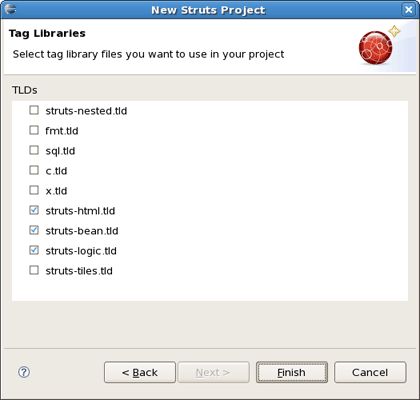 New Struts Project
Tag Libraries
Select tag library files you want to use in your project
TLDs
struts-nested.tld
fmt.tld
sql.tld
c.tld
x.tld
struts-html.tld
struts-bean.tld
struts-logic.tld
struts-tiles.tld
? < Back Next > Finish Cancel